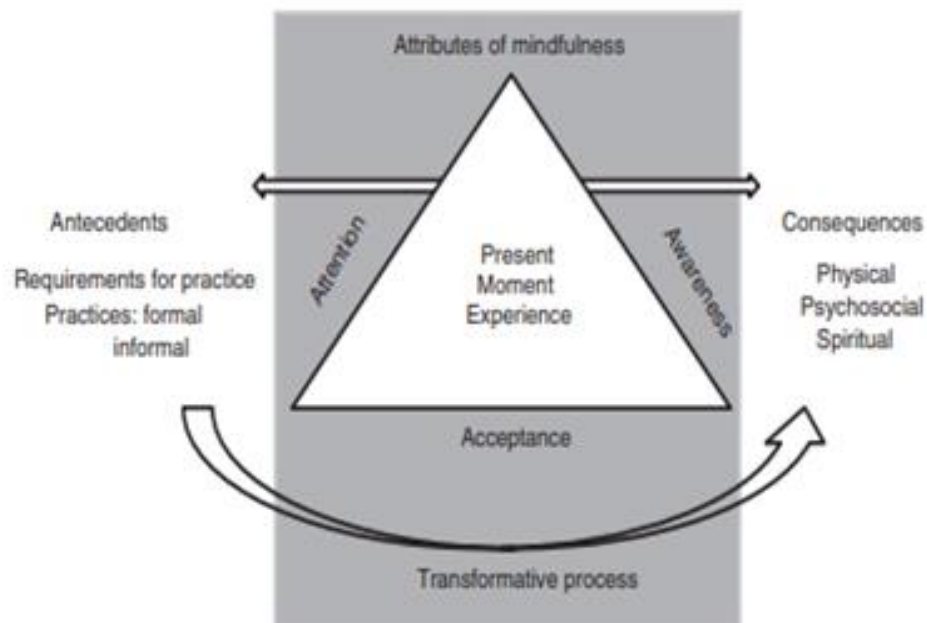 Attributes of mindfulness
Antecedents
Requirements for practice
Practices: formal
informal
Attention
Present
Moment
Experience
Awareness
Consequences
Physical
Psychosocial
Spiritual
Acceptance
Transformative process